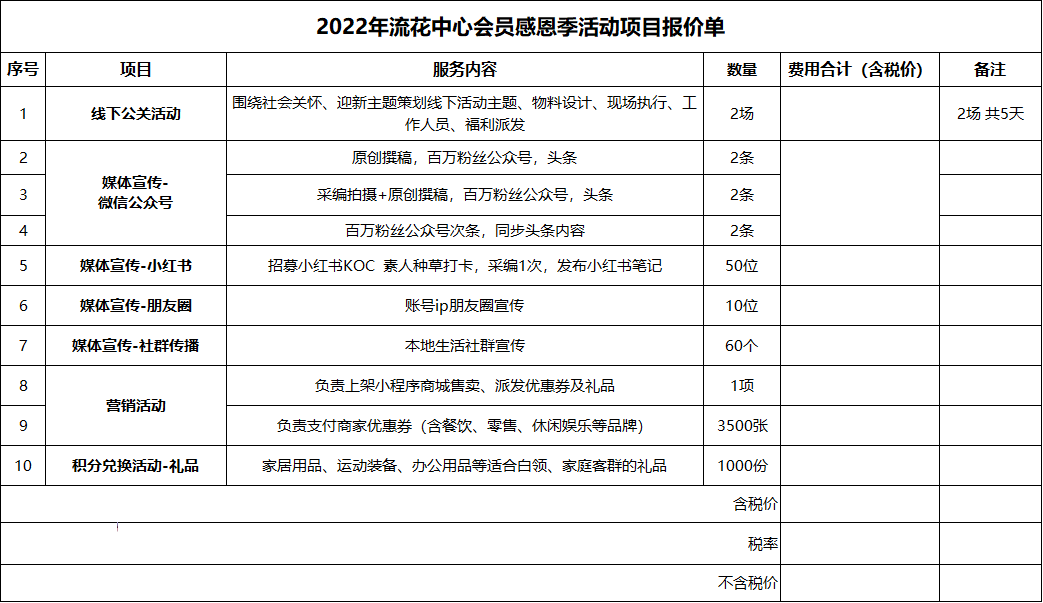 2022年流花中心会员感恩季活动项目报价单
序号 项目 服务内容 数量 费用合计（含税价） 备注
1 线下公关活动 围绕社会关怀、迎新主题策划线下活动主题、物料设计、现场执行、工
作人员、福利派发 2场 2场 共5天
2 媒体宣传-
微信公众号 原创撰稿，百万粉丝公众号，头条 2条
3 采编拍摄+原创撰稿，百万粉丝公众号，头条 2条
4 百万粉丝公众号次条，同步头条内容 2条
5 媒体宣传-小红书 招募小红书KOC 素人种草打卡，采编1次，发布小红书笔记 50位
6 媒体宣传-朋友圈 账号ip朋友圈宣传 10位
7 媒体宣传-社群传播 本地生活社群宣传 60个
8 营销活动 负责上架小程序商城售卖、派发优惠券及礼品 1项
9 负责支付商家优惠券（含餐饮、零售、休闲娱乐等品牌） 3500张
10 积分兑换活动-礼品 家居用品、运动装备、办公用品等适合白领、家庭客群的礼品 1000份
含税价
税率
不含税价